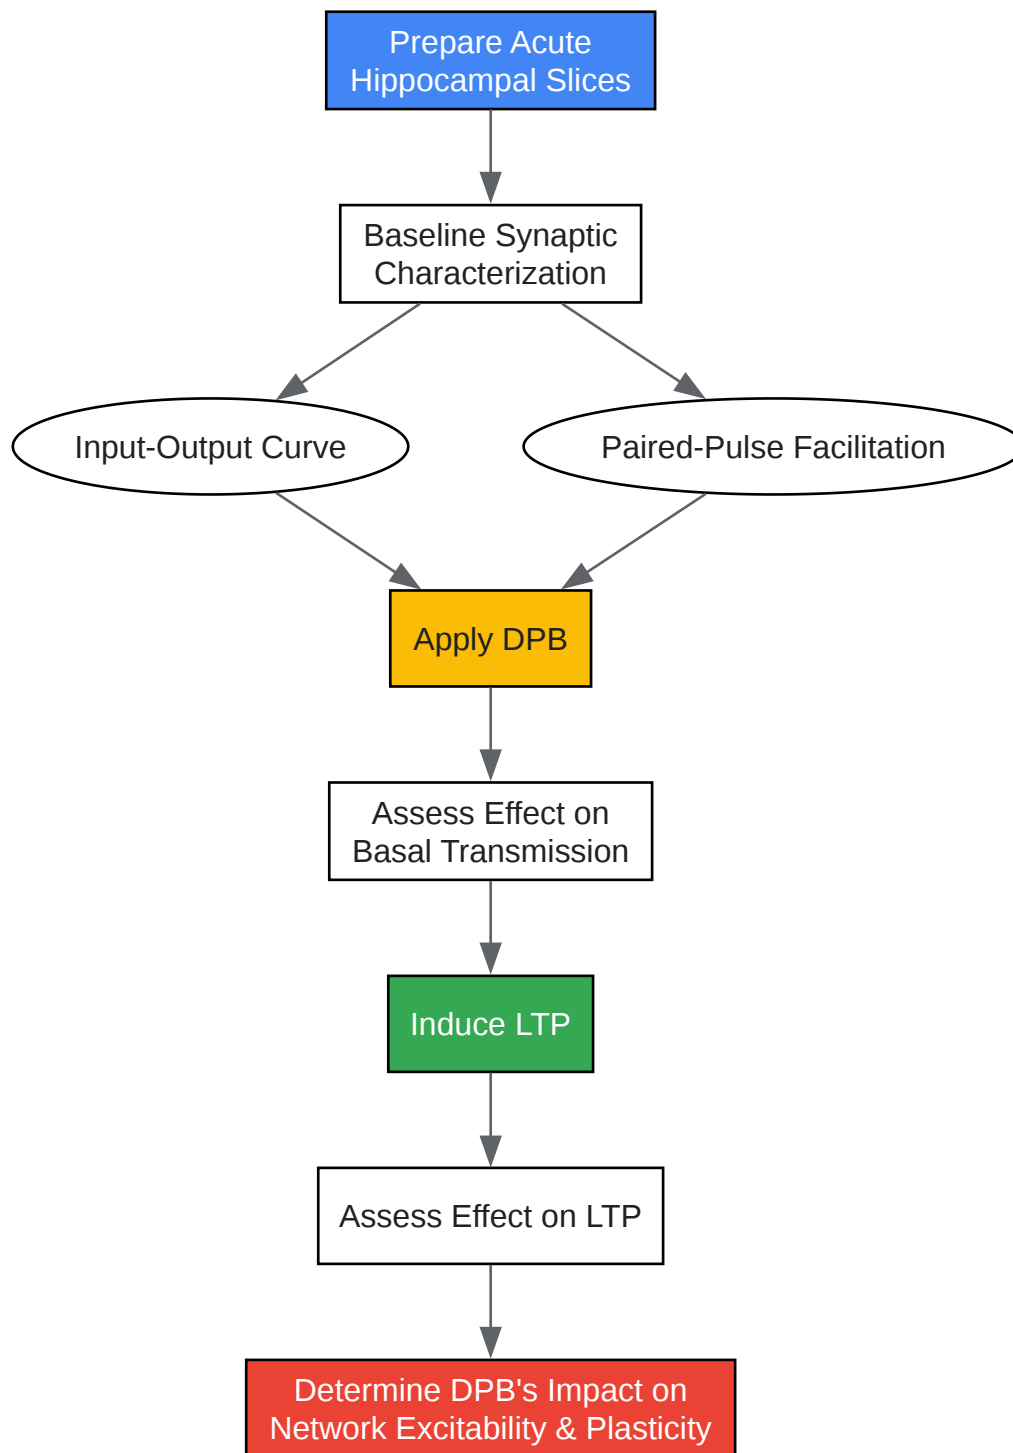 Prepare Acute
Hippocampal Slices
Baseline Synaptic
Characterization
Input-Output Curve
Paired-Pulse Facilitation
Apply DPB
Assess Effect on
Basal Transmission
Induce LTP
Assess Effect on LTP
Determine DPB's Impact on
Network Excitability & Plasticity